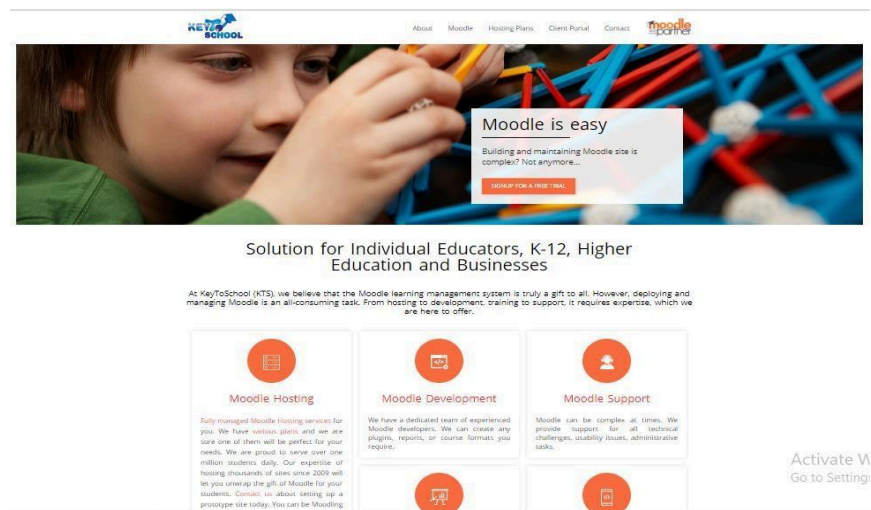 KEYTO
SCHOOL
About Moodle Hosting Plans Client Portal Contact
moodle
partner
Moodle is easy
Building and maintaining Moodle site is
complex? Not anymore...
SIGNUP FOR A FREE TRIAL
Solution for Individual Educators, K-12, Higher
Education and Businesses
At KeyToSchool (KTS), we believe that the Moodle learning management system is truly a gift to all. However, deploying and
managing Moodle is an all-consuming task. From hosting to development, training to support, it requires expertise, which we
are here to offer.
Moodle Hosting
Fully managed Moodle Hosting services for
you. We have various plans and we are
sure one of them will be perfect for your
needs. We are proud to serve over one
million students daily. Our expertise of
hosting thousands of sites since 2009 will
let you unwrap the gift of Moodle for your
students. Contact us about setting up a
prototype site today. You can be Moodling
Moodle Development
We have a dedicated team of experienced
Moodle developers. We can create any
plugins, reports, or course formats you
require.
Moodle Support
Moodle can be complex at times. We
provide support for all technical
challenges, usability issues, administrative
tasks.
Activate W
Go to Settings